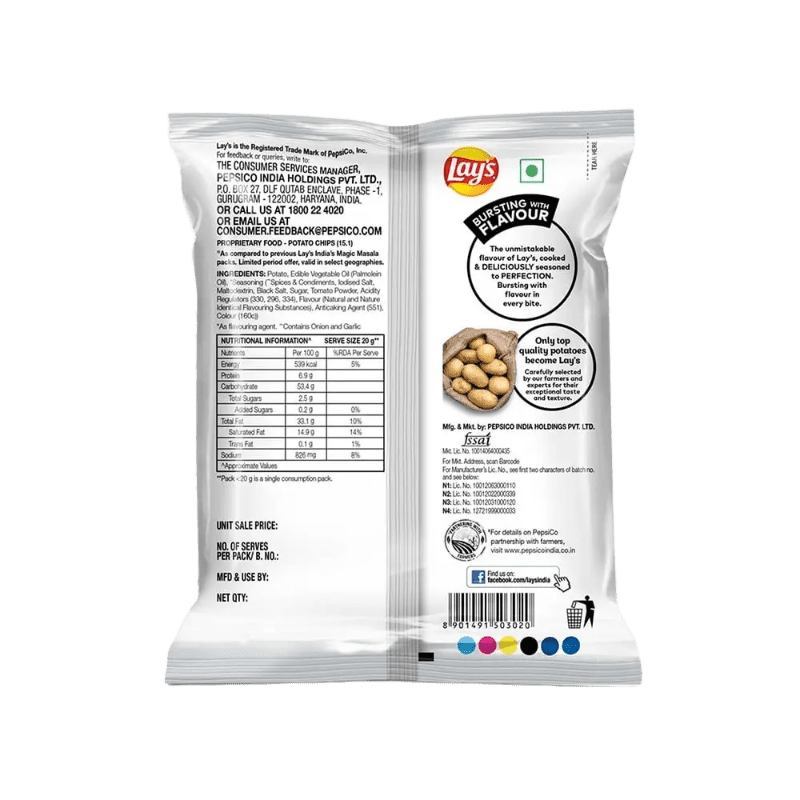 Lay's is the Registered Trade Mark of PepsiCo, Inc.
For feedback or queries, write to:
THE CONSUMER SERVICES MANAGER,
PEPSICO INDIA HOLDINGS PVT. LTD.,
P.O. BOX 27, DLF QUTAB ENCLAVE, PHASE -1,
GURUGRAM - 122002, HARYANA, INDIA.
OR CALL US AT 1800 22 4020
OR EMAIL US AT
CONSUMER.FEEDBACK@PEPSICO.COM
PROPRIETARY FOOD - POTATO CHIPS (15.1)
*As compared to previous Lay's India's Magic Masala
packs. Limited period offer, valid in select geographies.
INGREDIENTS: Potato, Edible Vegetable Oil (Palmolein
Oil), *Seasoning (~Spices & Condiments, Iodised Salt,
Maltodextrin, Black Salt, Sugar, Tomato Powder, Acidity
Regulators (330, 296, 334), Flavour (Natural and Nature
Identical Flavouring Substances), Anticaking Agent (551),
Colour (160c))
*As flavouring agent. ~Contains Onion and Garlic
NUTRITIONAL INFORMATION^ SERVE SIZE 20 g**
Nutrients Per 100 g %RDA Per Serve
Energy 539 kcal 5%
Protein 6.9 g
Carbohydrate 53.4 g
Total Sugars 2.5 g
Added Sugars 0.2 g 0%
Total Fat 33.1 g 10%
Saturated Fat 14.9 g 14%
Trans Fat 0.1 g 1%
Sodium 826 mg 8%
^Approximate Values
**Pack <20 g is a single consumption pack.
UNIT SALE PRICE:
NO. OF SERVES
PER PACK/ B. NO.:
MFD & USE BY:
NET QTY:
Lay's
TEAR HERE
BURSTING WITH
FLAVOUR
The unmistakable
flavour of Lay's, cooked
& DELICIOUSLY seasoned
to PERFECTION.
Bursting with
flavour in
every bite.
Only top
quality potatoes
become Lay's
Carefully selected
by our farmers and
experts for their
exceptional taste
and texture.
Mfg. & Mkt. by: PEPSICO INDIA HOLDINGS PVT. LTD.
fssai
Mkt. Lic. No. 10014064000435
For Mkt. Address, scan Barcode
For Manufacturer's Lic. No., see first two characters of batch no.
and see below:
N1: Lic. No. 10012063000110
N2: Lic. No. 10012022000339
N3: Lic. No. 10012031000120
N4: Lic. No. 12721999000033
PARTNERING WITH
FARMERS
*For details on PepsiCo
partnership with farmers,
visit www.pepsicoindia.co.in
f Find us on:
facebook.com/laysindia
8 901491 503020